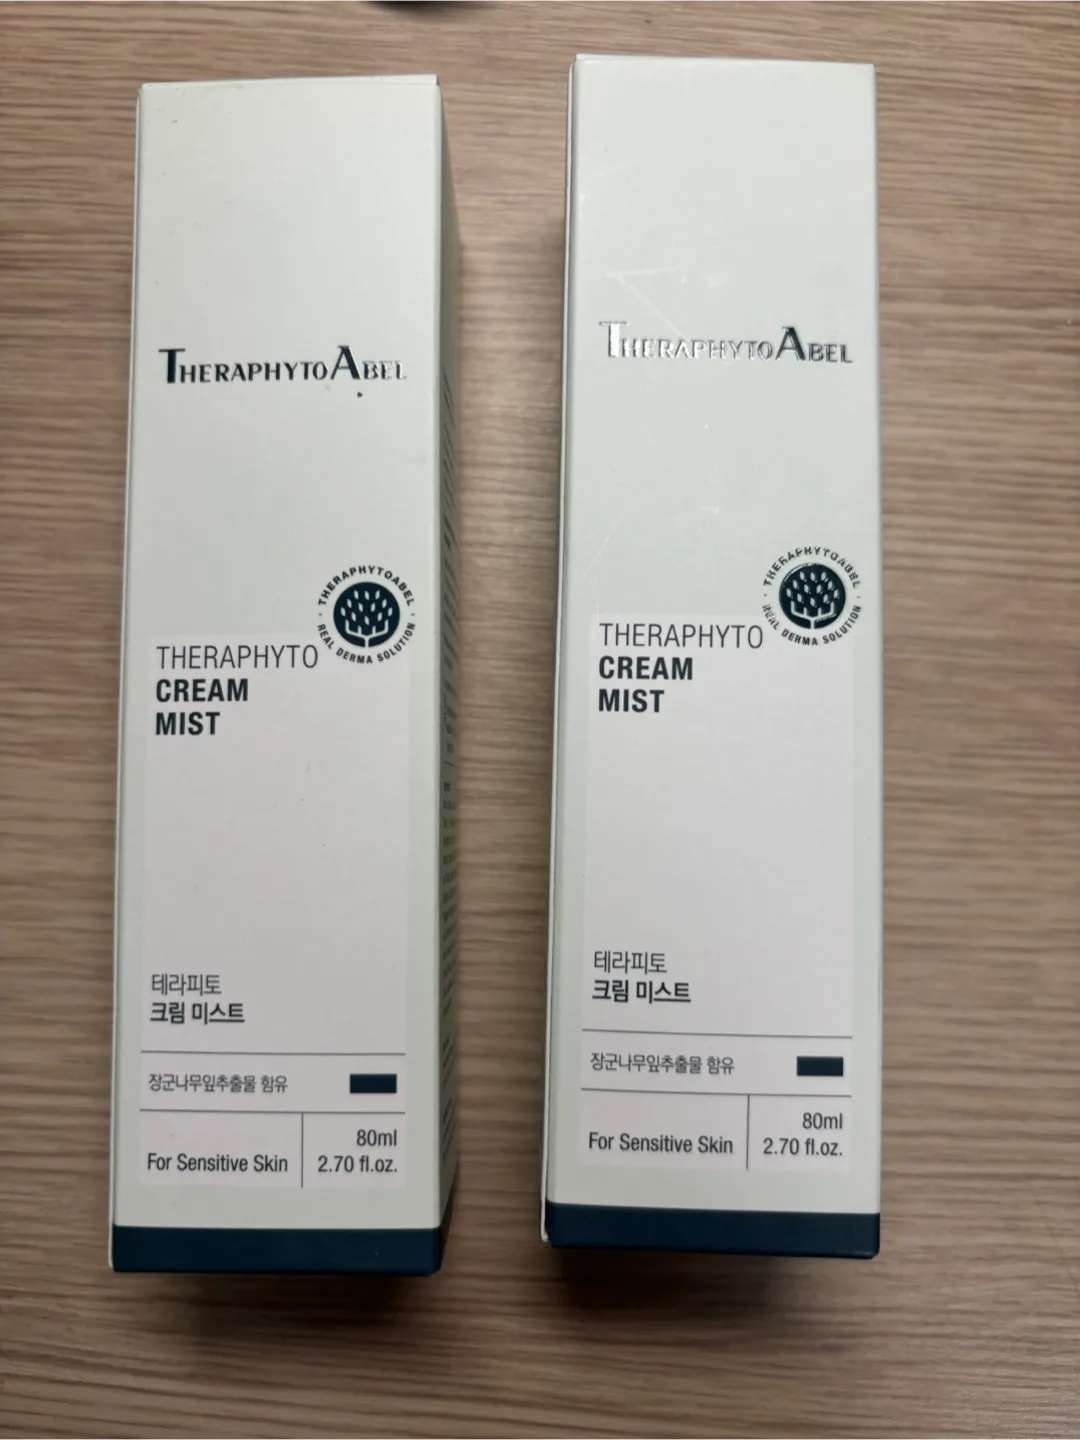 THERAPHYTOABEL
THERAPHYTOABEL
REAL DERMA SOLUTION
THERAPHYTO
CREAM
MIST
테라피토
크림 미스트
장군나무잎추출물 함유
For Sensitive Skin
80ml
2.70 fl.oz.
THERAPHYTOABEL
THERAPHYTOABEL
REAL DERMA SOLUTION
THERAPHYTO
CREAM
MIST
테라피토
크림 미스트
장군나무잎추출물 함유
For Sensitive Skin
80ml
2.70 fl.oz.